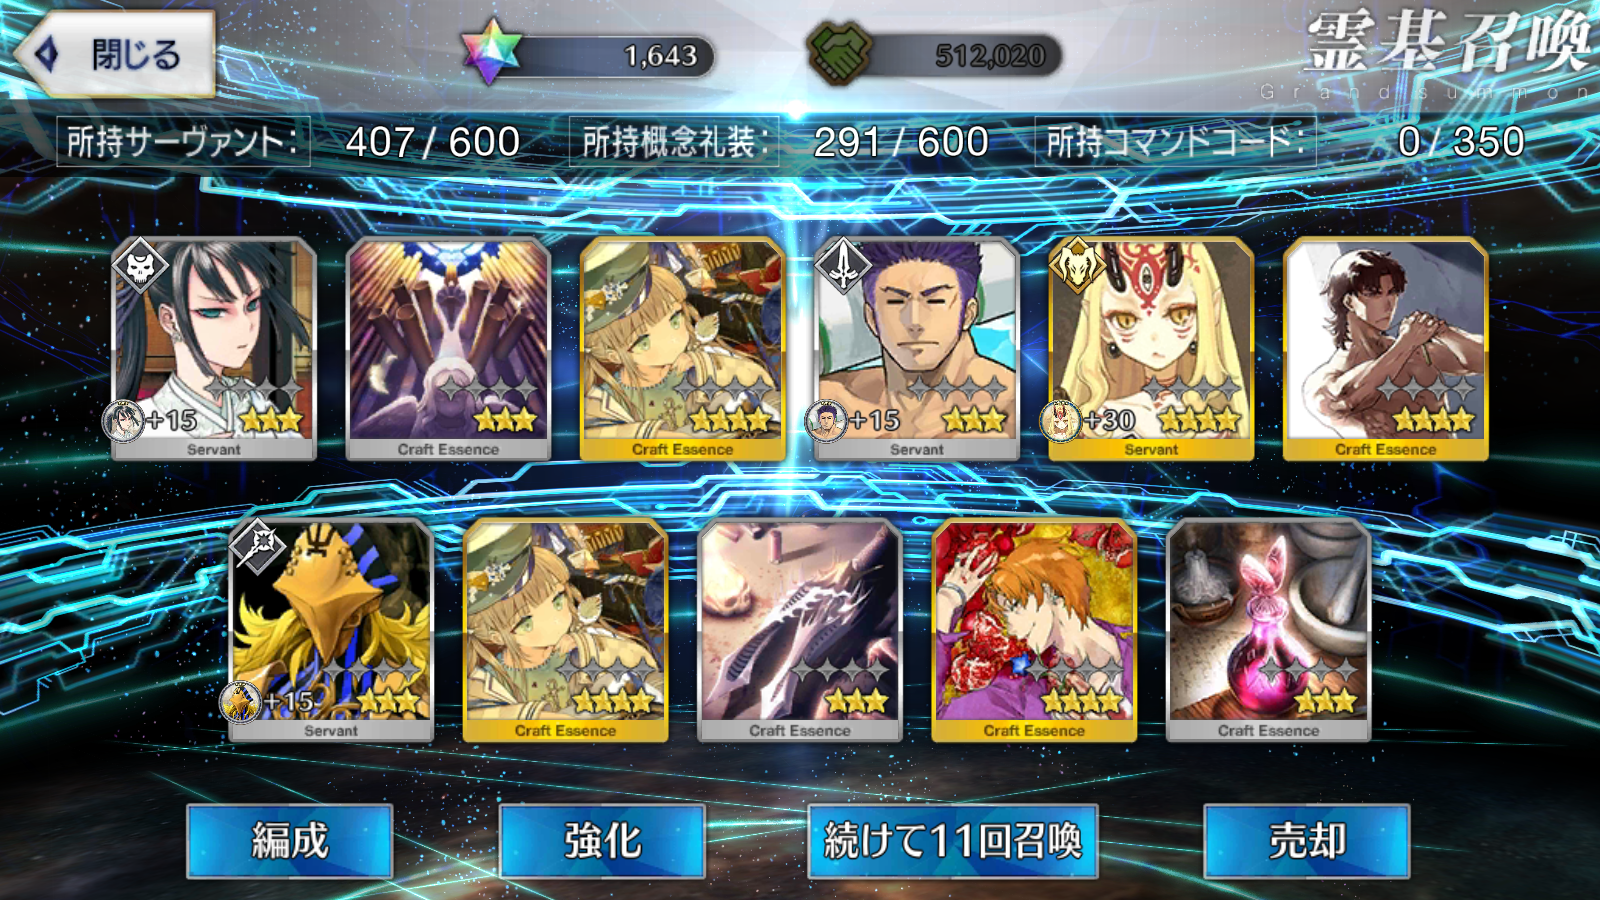 閉じる
1,643
512,020
霊基召喚
Grand summon
所持サーヴァント: 407 / 600
所持概念礼装: 291 / 600
所持コマンドコード: 0 / 350
+15
Servant
Craft Essence
Craft Essence
+15
Servant
+30
Servant
Craft Essence
+15
Servant
Craft Essence
Craft Essence
Craft Essence
Craft Essence
編成
強化
続けて11回召喚
売却